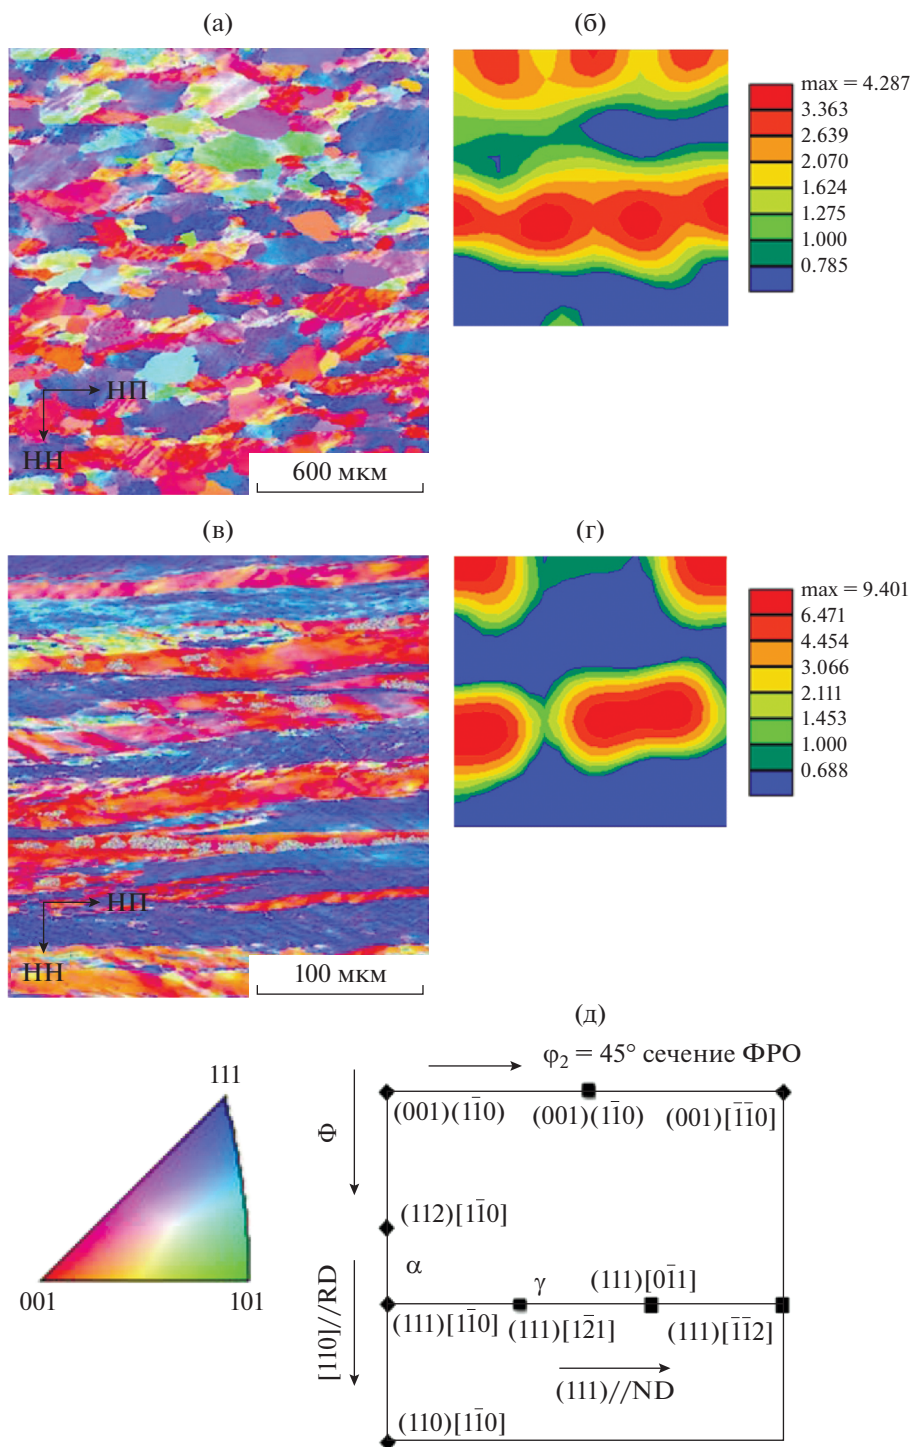 (а)
(б)
max = 4.287
3.363
2.639
2.070
1.624
1.275
1.000
0.785
НП
НН
600 мкм
(в)
(г)
max = 9.401
6.471
4.454
3.066
2.111
1.453
1.000
0.688
НП
НН
100 мкм
(д)
φ₂ = 45° сечение ФРО
111
001
101
Φ
[110]//RD
(001)(11̄0)
(001)(11̄0)
(001)[1̄1̄0]
(112)[11̄0]
α
γ
(111)[01̄1]
(111)[11̄0]
(111)[12̄1]
(111)[1̄1̄2]
(111)//ND
(110)[11̄0]